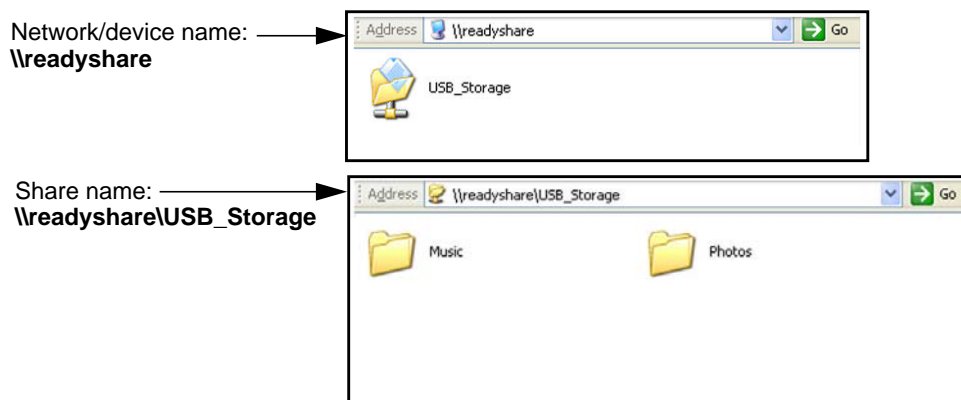 Network/device name:
\\readyshare
Address \\readyshare Go
USB_Storage
Share name:
\\readyshare\USB_Storage
Address \\readyshare\USB_Storage Go
Music Photos